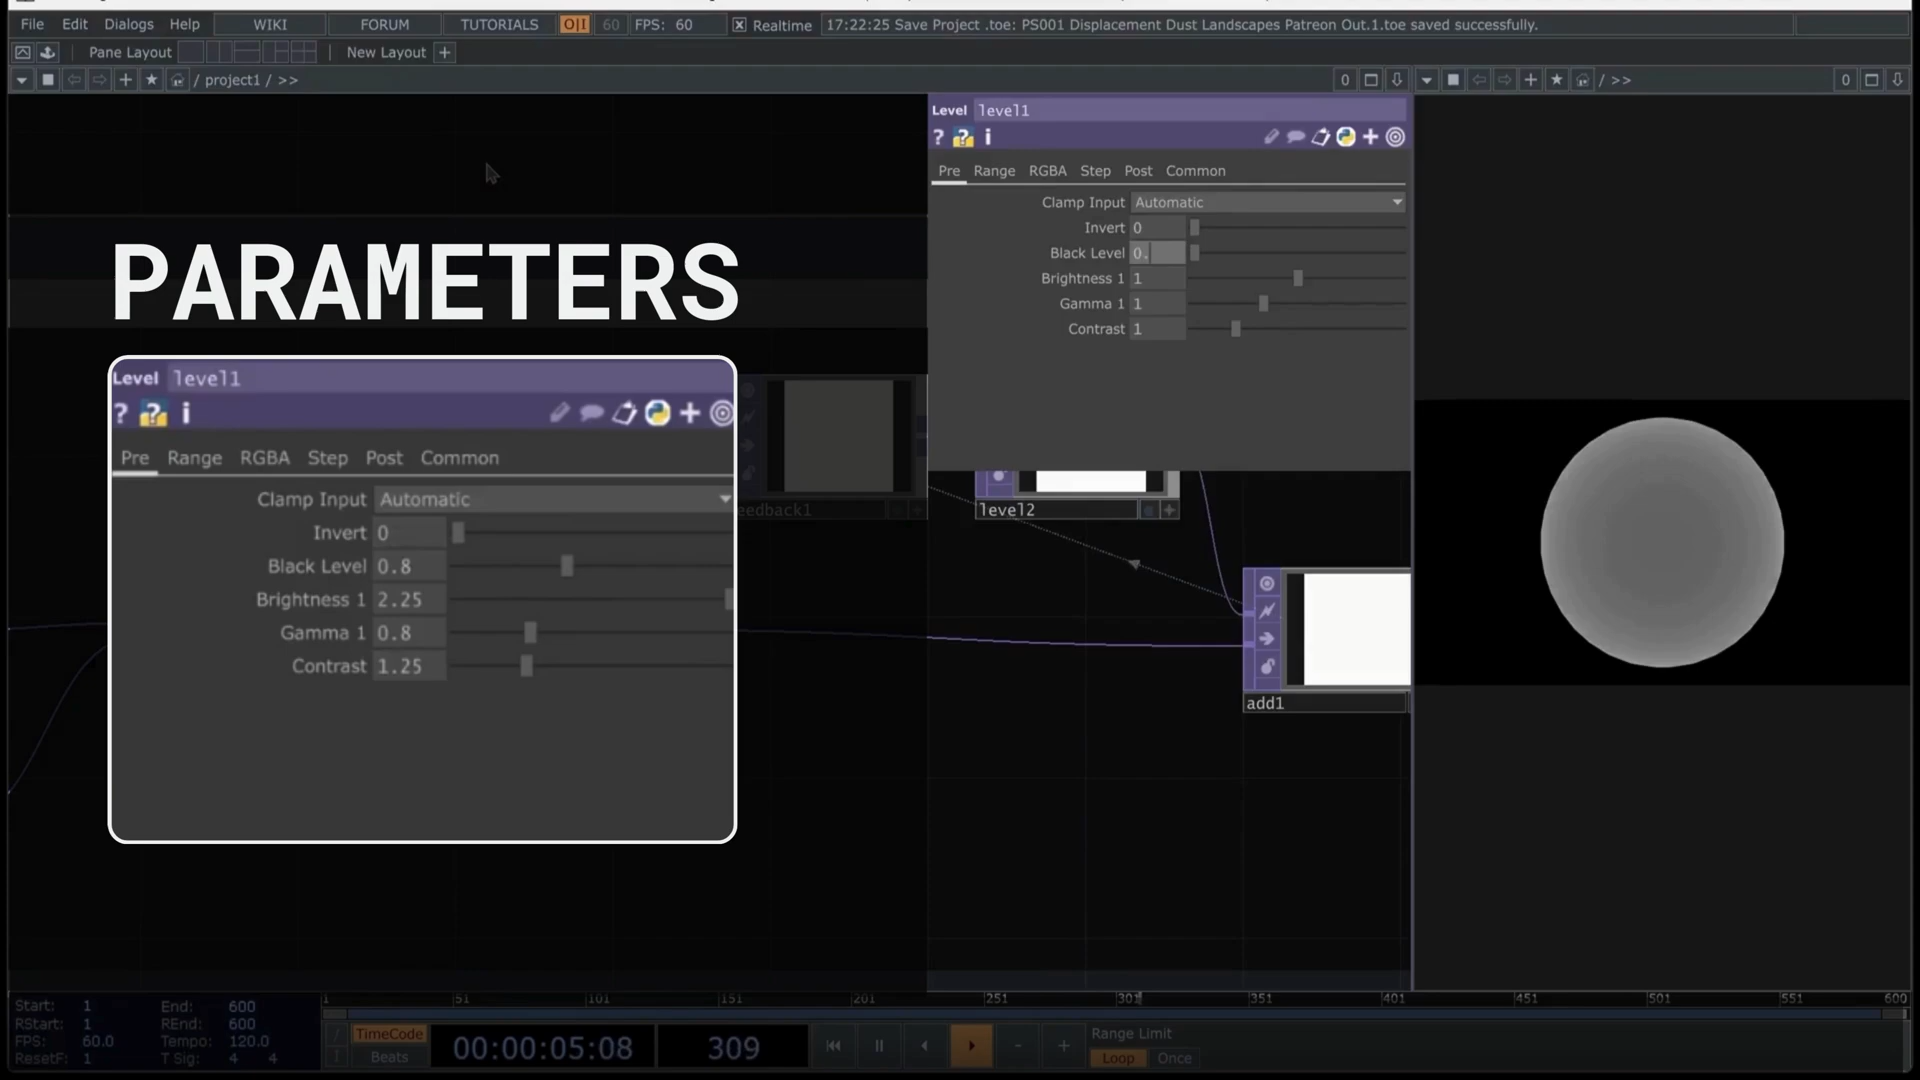 File Edit Dialogs Help WIKI FORUM TUTORIALS O|I 60 FPS: 60 Realtime 17:22:25 Save Project .toe: PS001 Displacement Dust Landscapes Patreon Out.1.toe saved successfully.
Pane Layout New Layout +
/ project1 / >> 0 / >> 0
Level level1
? ? i
Pre Range RGBA Step Post Common
Clamp Input Automatic
Invert 0
Black Level 0.
Brightness 1 1
Gamma 1 1
Contrast 1
PARAMETERS
Level level1
? ? i
Pre Range RGBA Step Post Common
Clamp Input Automatic
Invert 0
Black Level 0.8
Brightness 1 2.25
Gamma 1 0.8
Contrast 1.25
eedback1
level2
add1
1 51 101 151 201 251 301 351 401 451 501 551 600
Start: 1 End: 600
RStart: 1 REnd: 600
FPS: 60.0 Tempo: 120.0
ResetF: 1 T Sig: 4 4
TimeCode
Beats
00:00:05:08 309
Range Limit
Loop Once